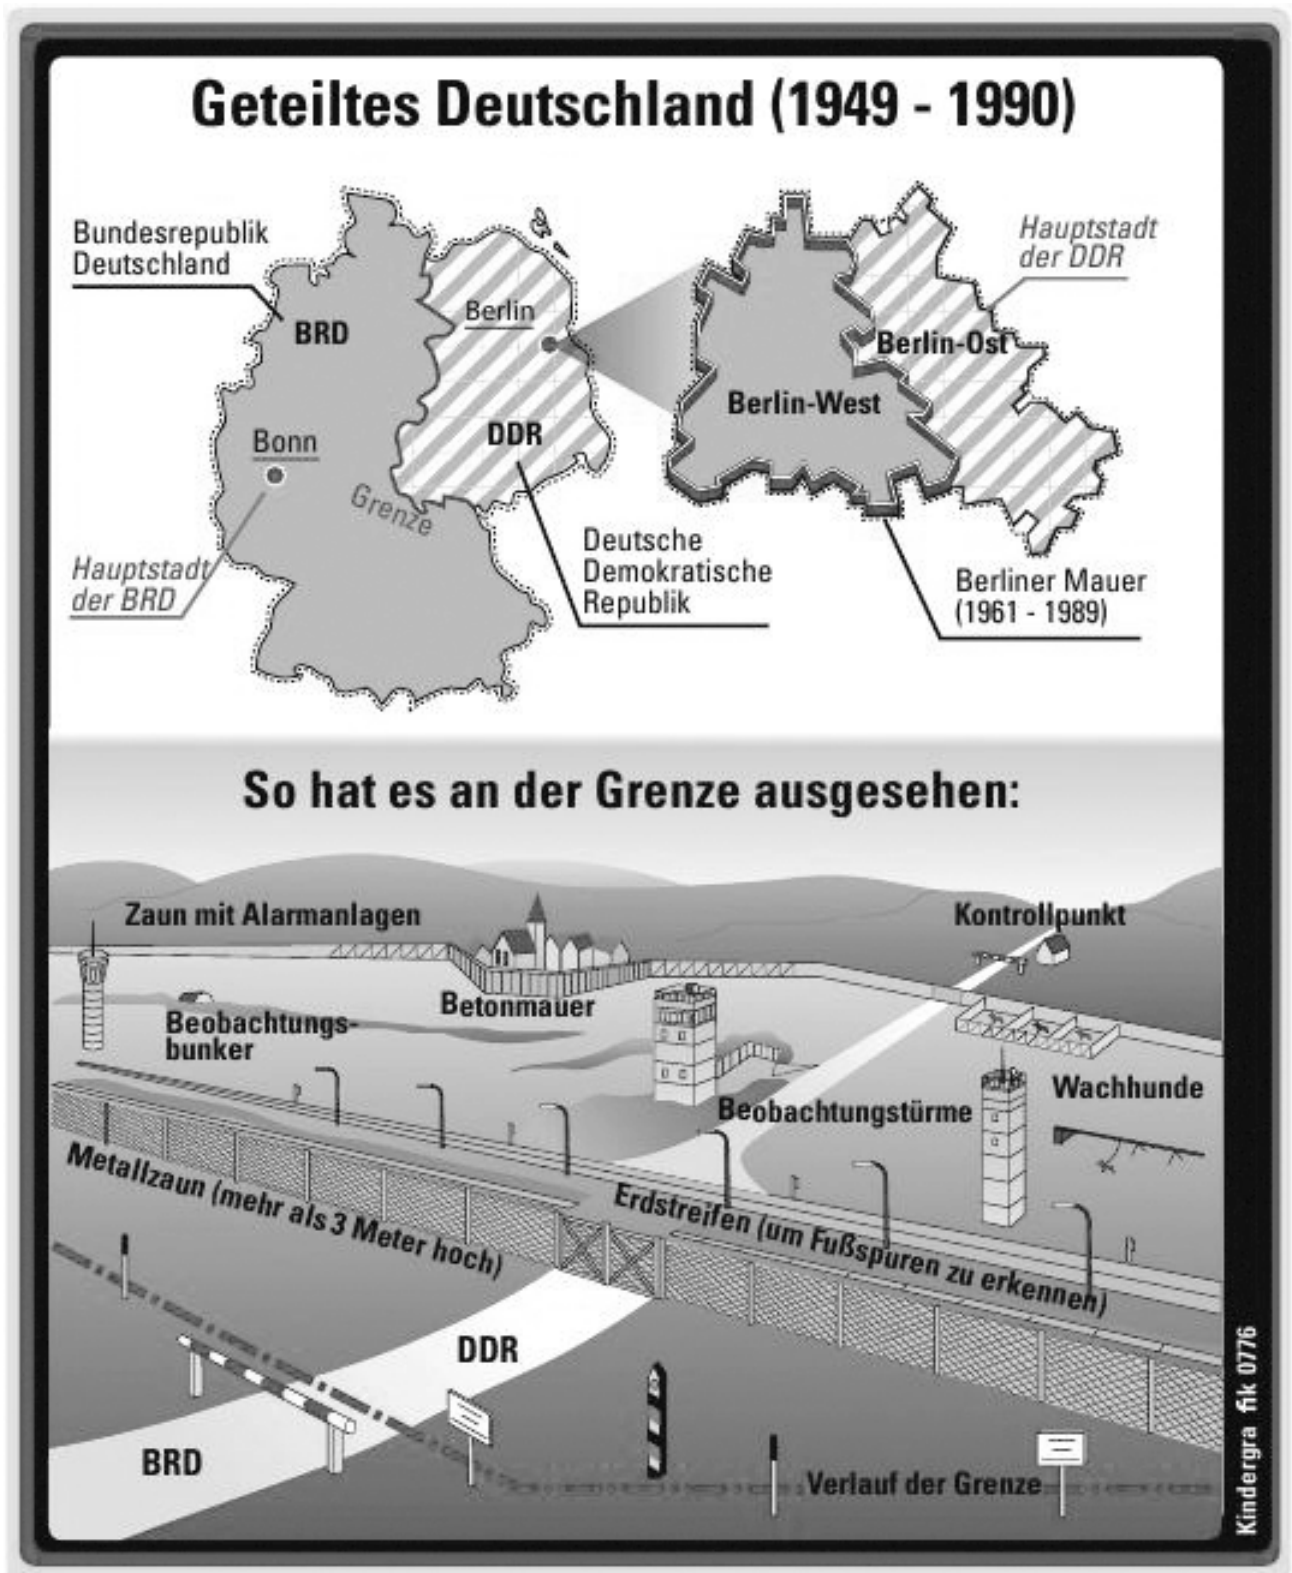 Geteiltes Deutschland (1949 - 1990)
Bundesrepublik
Deutschland
BRD
Berlin
Bonn
DDR
Grenze
Hauptstadt
der BRD
Deutsche
Demokratische
Republik
Hauptstadt
der DDR
Berlin-Ost
Berlin-West
Berliner Mauer
(1961 - 1989)
So hat es an der Grenze ausgesehen:
Zaun mit Alarmanlagen
Kontrollpunkt
Betonmauer
Beobachtungs-
bunker
Wachhunde
Beobachtungstürme
Metallzaun (mehr als 3 Meter hoch)
Erdstreifen (um Fußspuren zu erkennen)
DDR
BRD
Verlauf der Grenze
Kindergra fik 0776